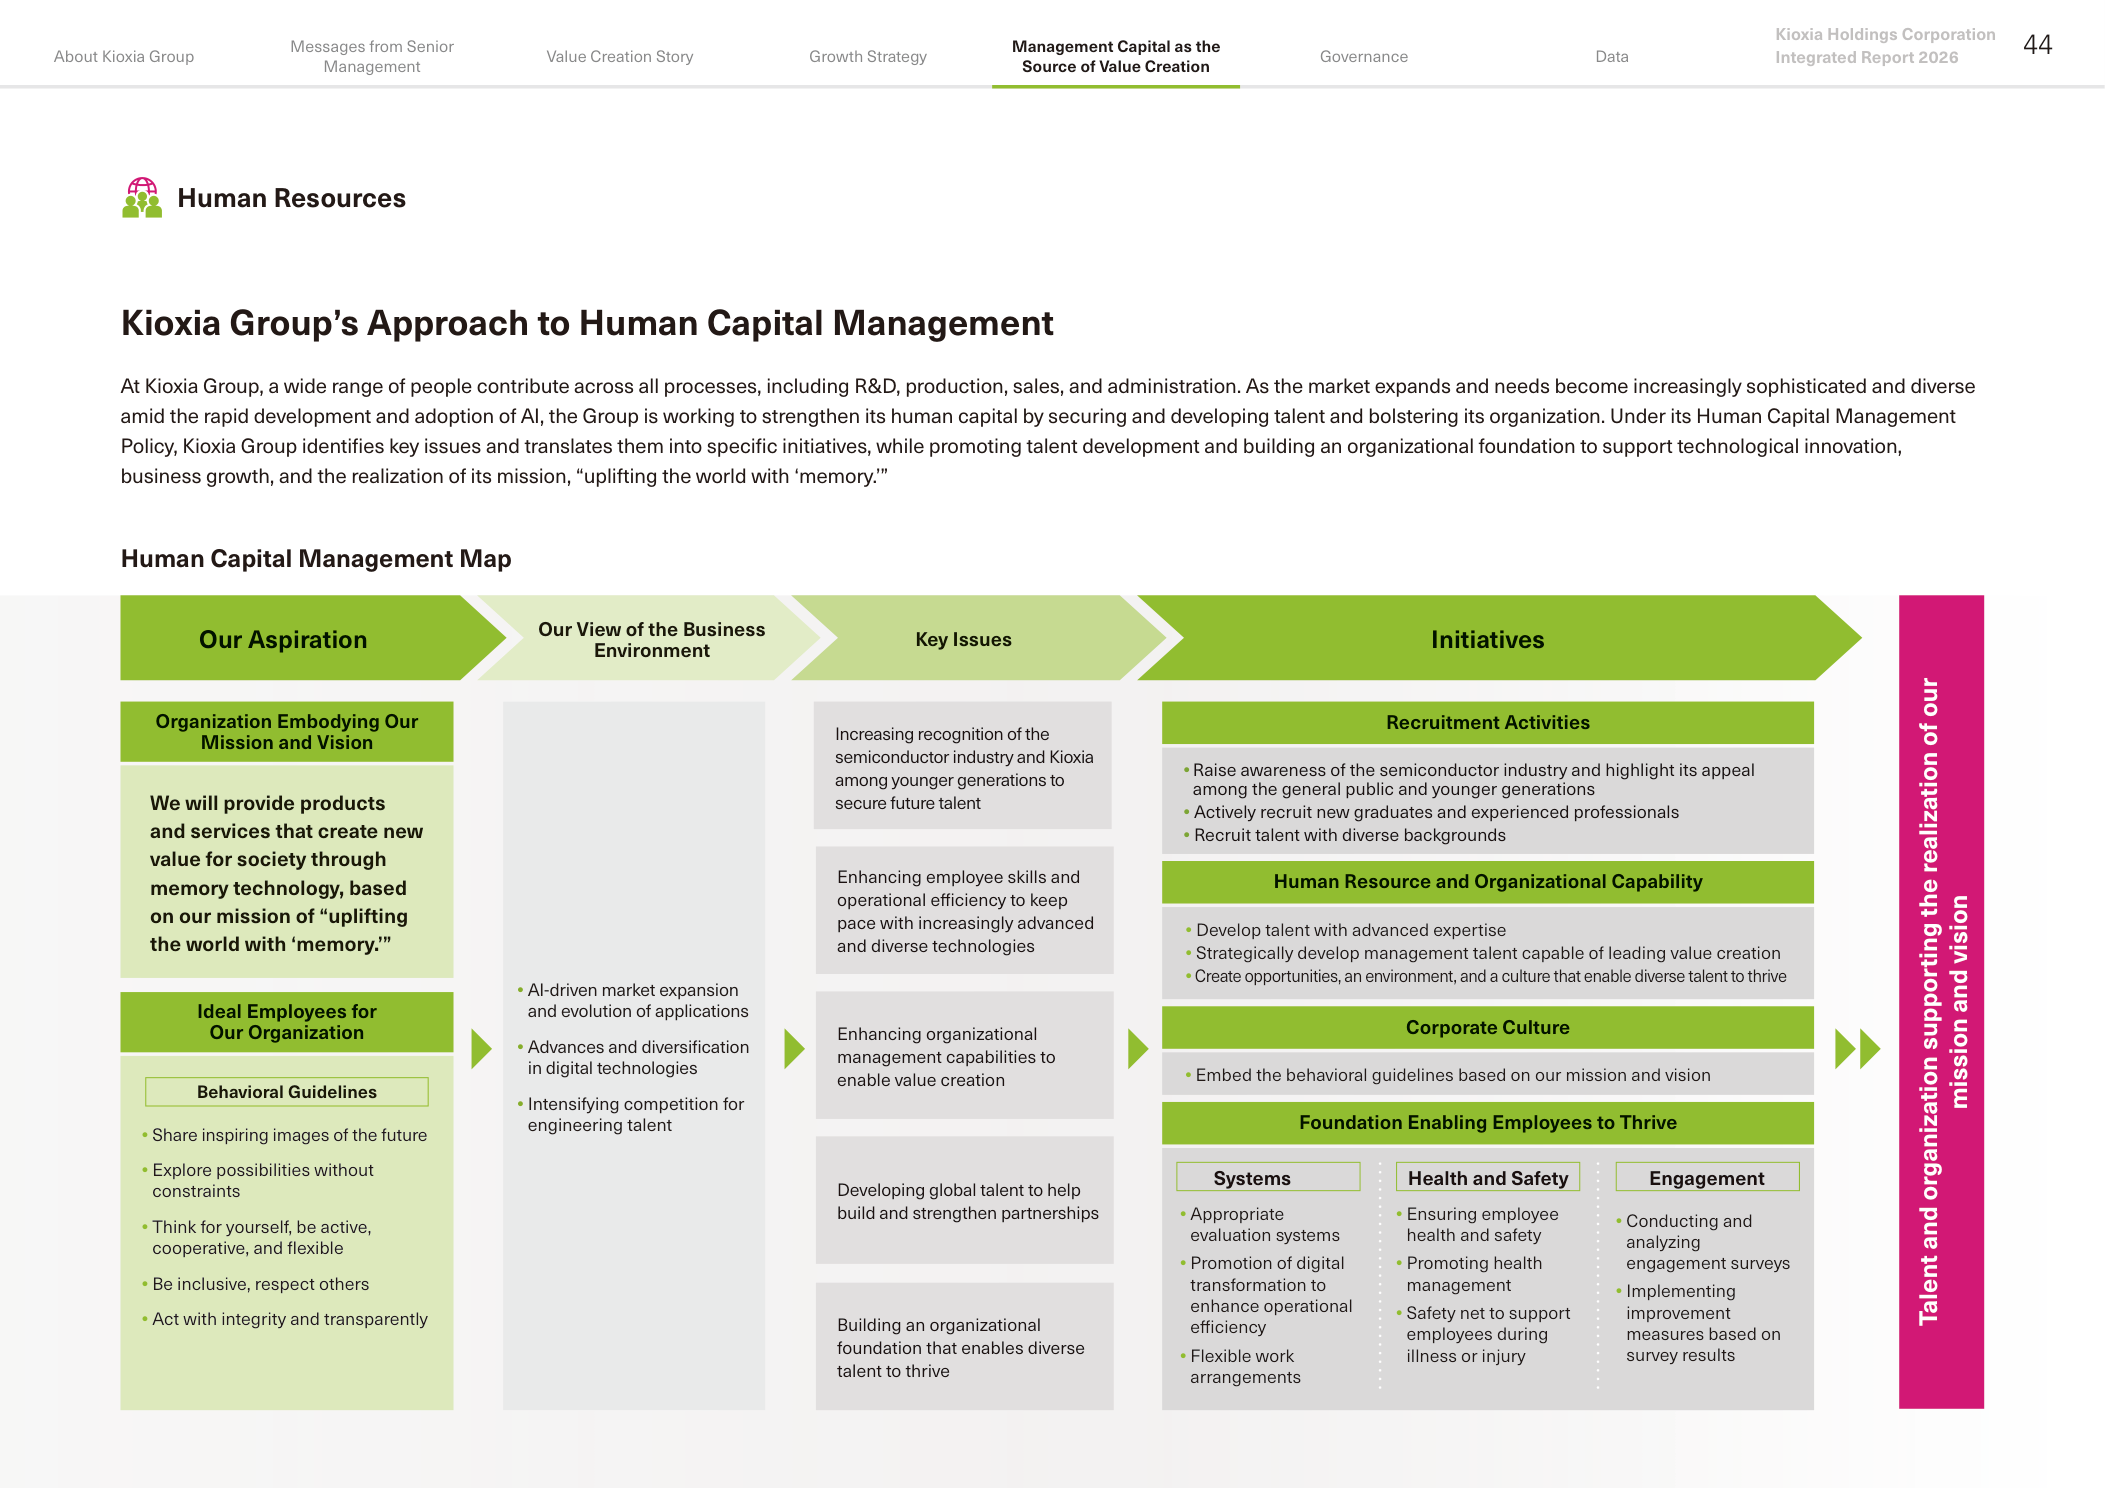 About Kioxia Group
Messages from Senior
Management
Value Creation Story
Growth Strategy
Management Capital as the
Source of Value Creation
Governance
Data
Kioxia Holdings Corporation
Integrated Report 2026
44
Human Resources
Kioxia Group’s Approach to Human Capital Management
At Kioxia Group, a wide range of people contribute across all processes, including R&D, production, sales, and administration. As the market expands and needs become increasingly sophisticated and diverse
amid the rapid development and adoption of AI, the Group is working to strengthen its human capital by securing and developing talent and bolstering its organization. Under its Human Capital Management
Policy, Kioxia Group identifies key issues and translates them into specific initiatives, while promoting talent development and building an organizational foundation to support technological innovation,
business growth, and the realization of its mission, “uplifting the world with ‘memory.’”
Human Capital Management Map
Our Aspiration
Organization Embodying Our
Mission and Vision
We will provide products
and services that create new
value for society through
memory technology, based
on our mission of “uplifting
the world with ‘memory.’”
Ideal Employees for
Our Organization
Behavioral Guidelines
• Share inspiring images of the future
• Explore possibilities without
constraints
• Think for yourself, be active,
cooperative, and flexible
• Be inclusive, respect others
• Act with integrity and transparently
Our View of the Business
Environment
• AI-driven market expansion
and evolution of applications
• Advances and diversification
in digital technologies
• Intensifying competition for
engineering talent
Key Issues
Increasing recognition of the
semiconductor industry and Kioxia
among younger generations to
secure future talent
Enhancing employee skills and
operational efficiency to keep
pace with increasingly advanced
and diverse technologies
Enhancing organizational
management capabilities to
enable value creation
Developing global talent to help
build and strengthen partnerships
Building an organizational
foundation that enables diverse
talent to thrive
Initiatives
Recruitment Activities
• Raise awareness of the semiconductor industry and highlight its appeal
among the general public and younger generations
• Actively recruit new graduates and experienced professionals
• Recruit talent with diverse backgrounds
Human Resource and Organizational Capability
• Develop talent with advanced expertise
• Strategically develop management talent capable of leading value creation
• Create opportunities, an environment, and a culture that enable diverse talent to thrive
Corporate Culture
• Embed the behavioral guidelines based on our mission and vision
Foundation Enabling Employees to Thrive
Systems
• Appropriate
evaluation systems
• Promotion of digital
transformation to
enhance operational
efficiency
• Flexible work
arrangements
Health and Safety
• Ensuring employee
health and safety
• Promoting health
management
• Safety net to support
employees during
illness or injury
Engagement
• Conducting and
analyzing
engagement surveys
• Implementing
improvement
measures based on
survey results
Talent and organization supporting the realization of our
mission and vision